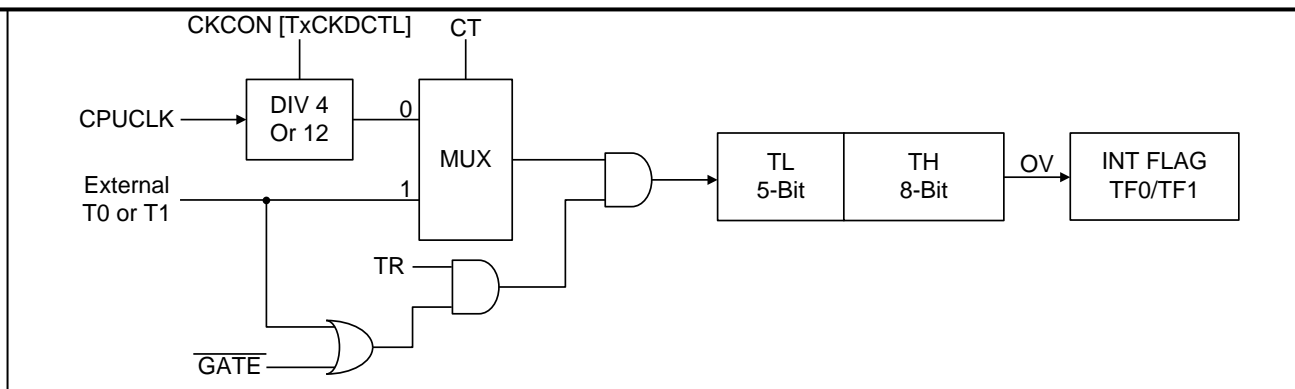 CKCON [TxCKDCTL]
CT
CPUCLK
DIV 4
Or 12
0
MUX
External
T0 or T1
1
TL
5-Bit
TH
8-Bit
OV
INT FLAG
TF0/TF1
TR
GATE